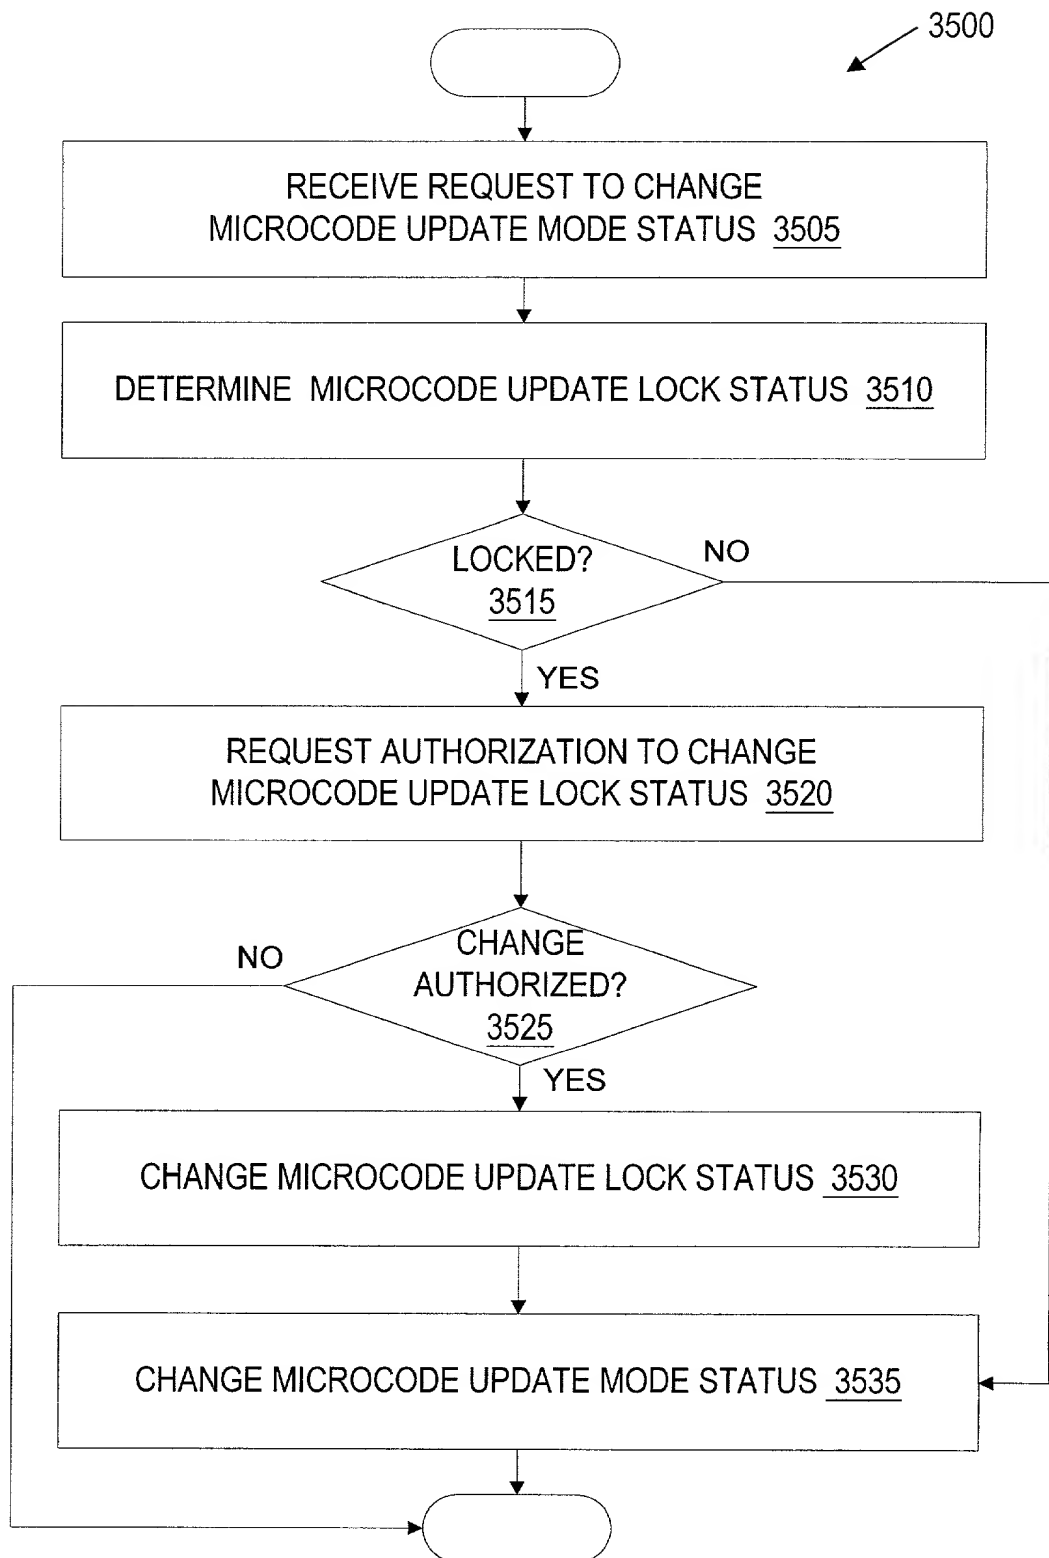 3500
RECEIVE REQUEST TO CHANGE
MICROCODE UPDATE MODE STATUS 3505
DETERMINE MICROCODE UPDATE LOCK STATUS 3510
LOCKED?
3515
NO
YES
REQUEST AUTHORIZATION TO CHANGE
MICROCODE UPDATE LOCK STATUS 3520
CHANGE
AUTHORIZED?
3525
NO
YES
CHANGE MICROCODE UPDATE LOCK STATUS 3530
CHANGE MICROCODE UPDATE MODE STATUS 3535